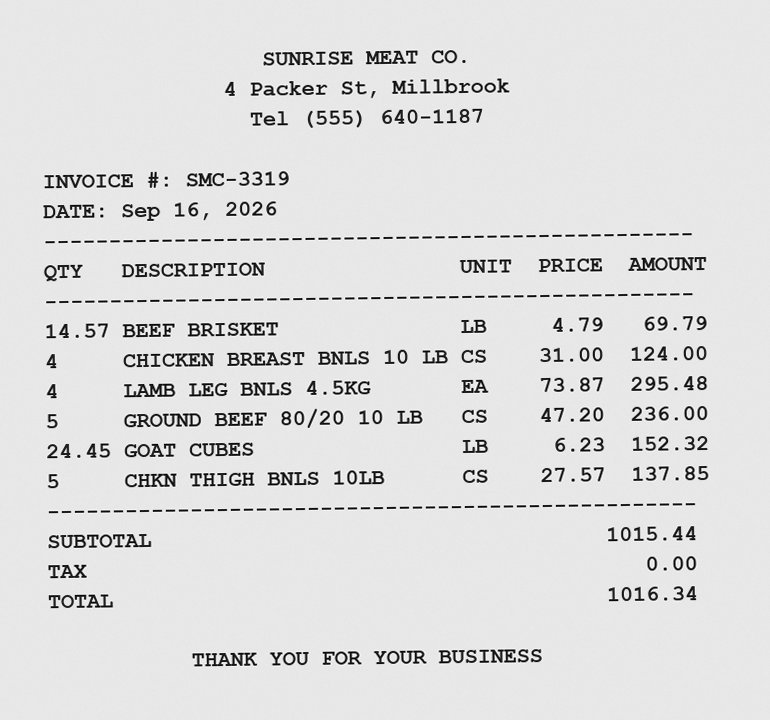 SUNRISE MEAT CO.
4 Packer St, Millbrook
Tel (555) 640-1187
INVOICE #: SMC-3319
DATE: Sep 16, 2026
--------------------------------------------------
QTY DESCRIPTION UNIT PRICE AMOUNT
--------------------------------------------------
14.57 BEEF BRISKET LB 4.79 69.79
4 CHICKEN BREAST BNLS 10 LB CS 31.00 124.00
4 LAMB LEG BNLS 4.5KG EA 73.87 295.48
5 GROUND BEEF 80/20 10 LB CS 47.20 236.00
24.45 GOAT CUBES LB 6.23 152.32
5 CHKN THIGH BNLS 10LB CS 27.57 137.85
--------------------------------------------------
SUBTOTAL 1015.44
TAX 0.00
TOTAL 1016.34
THANK YOU FOR YOUR BUSINESS